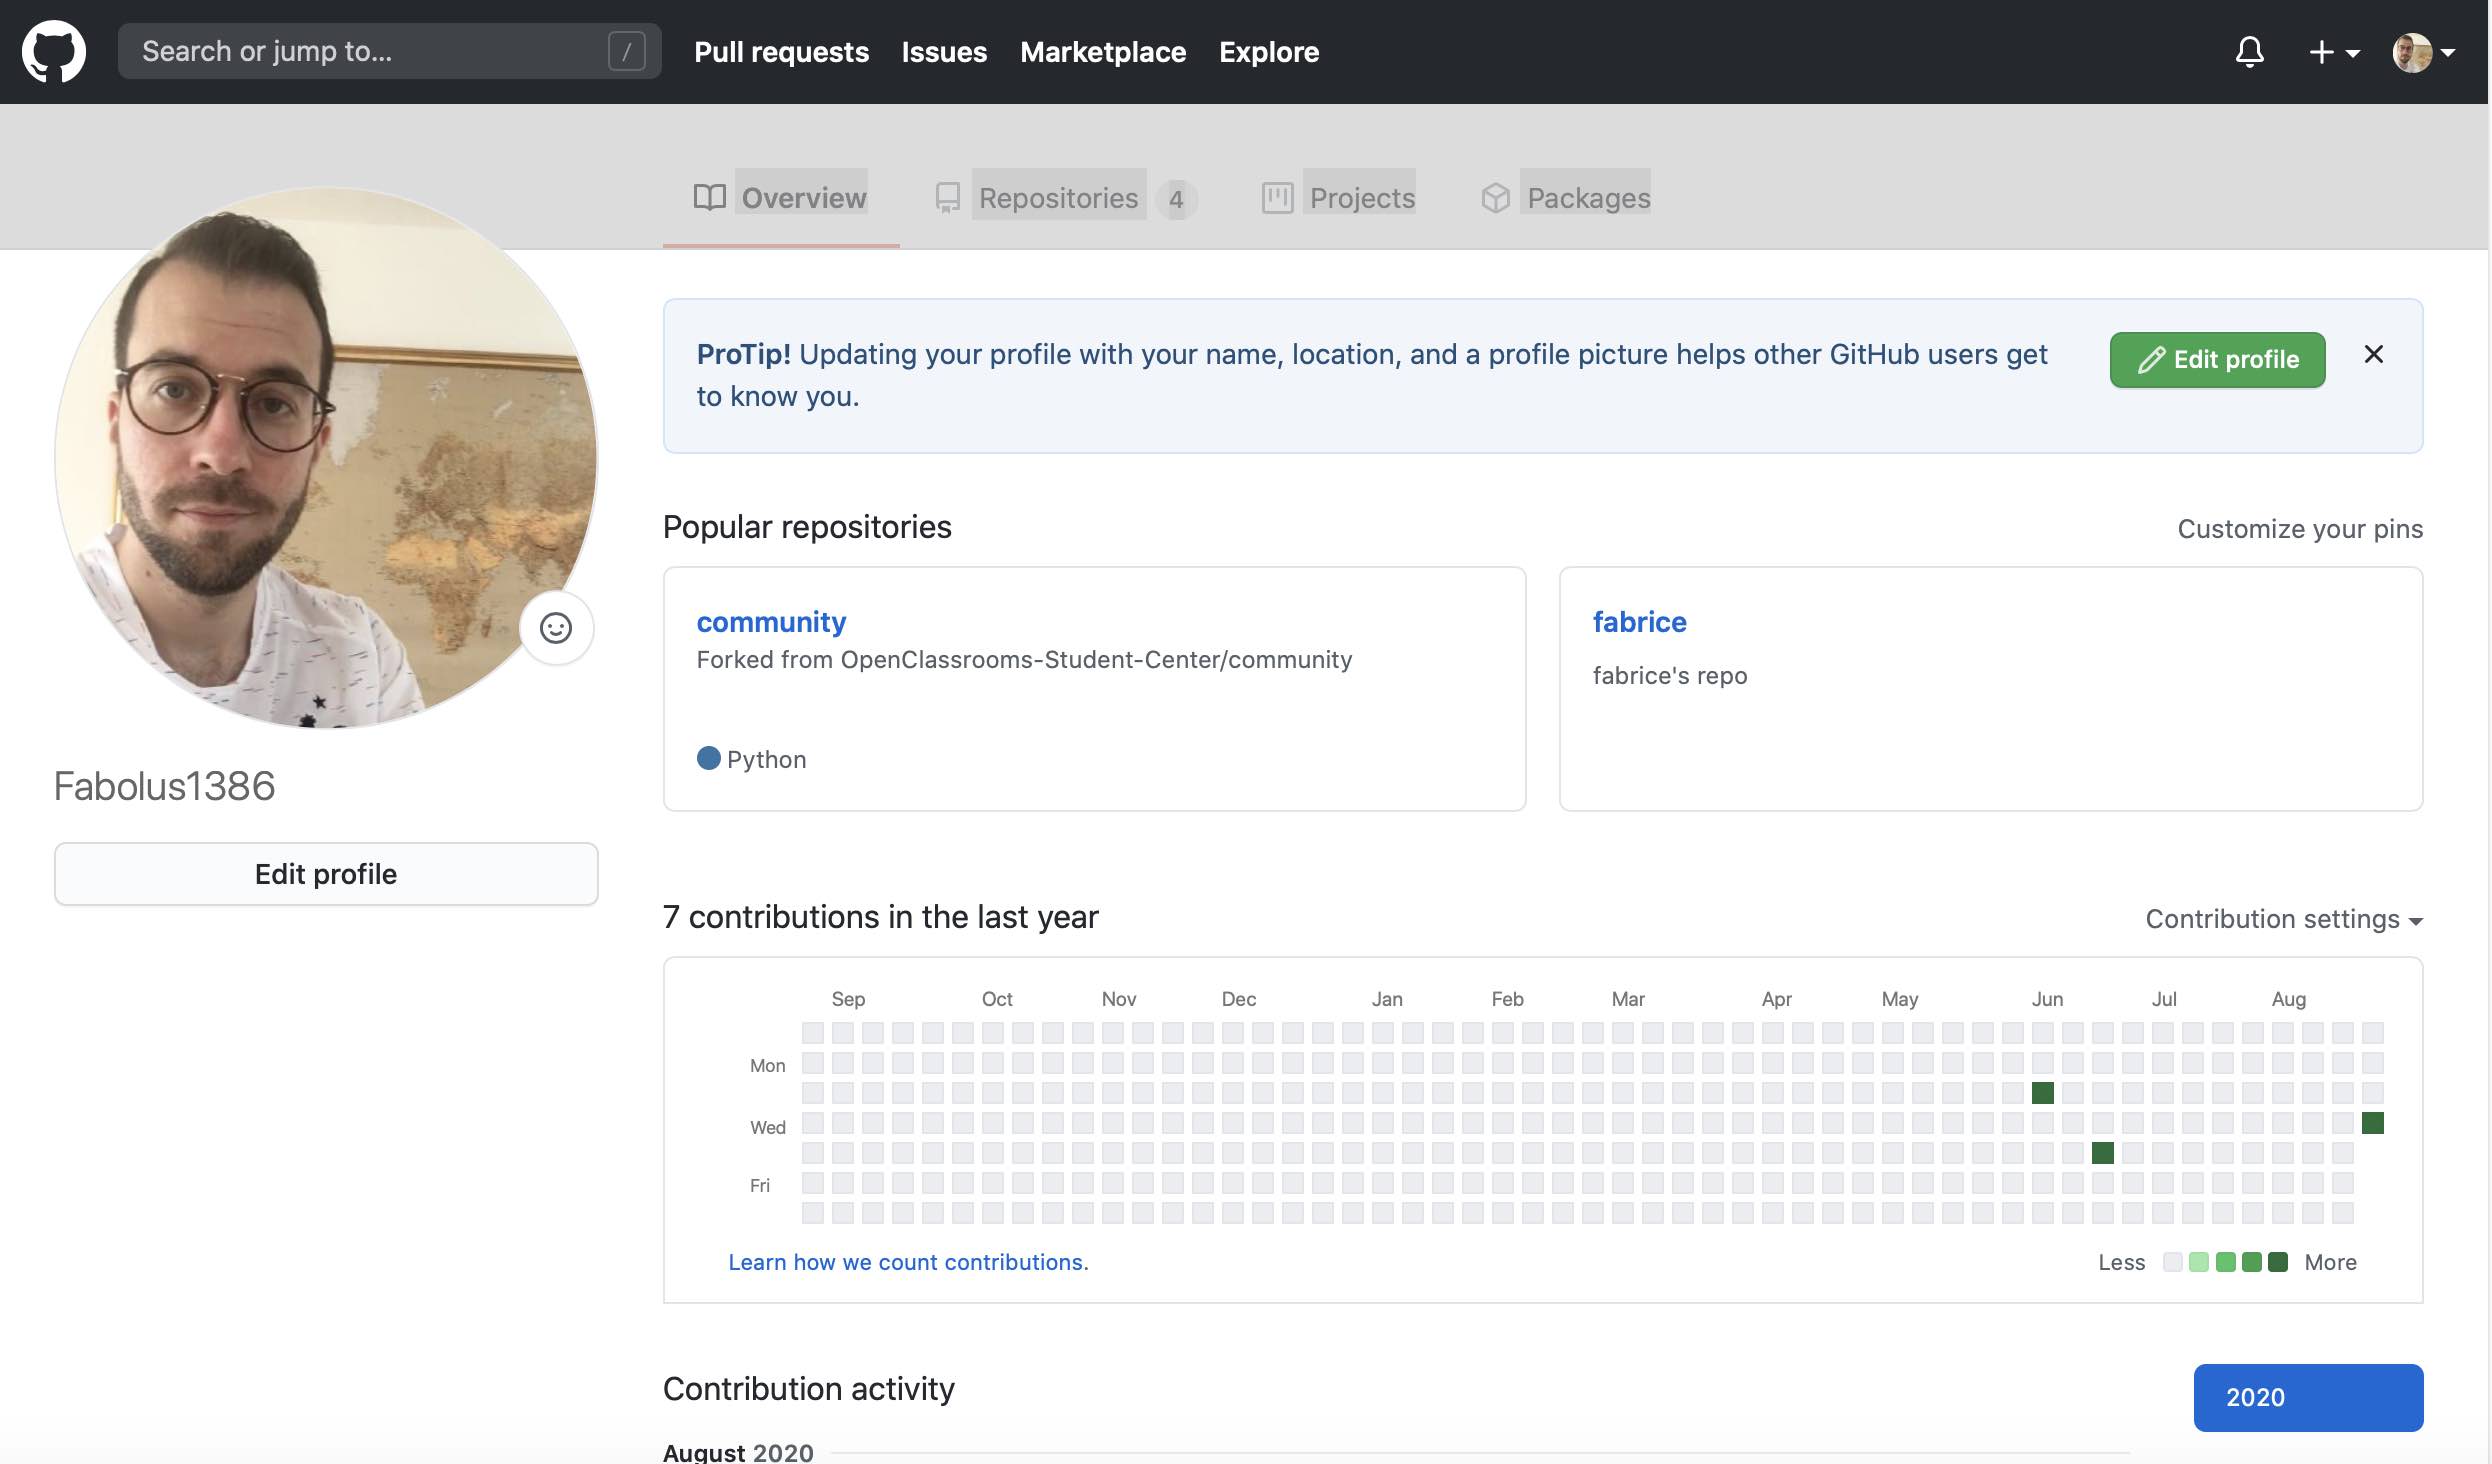 Search or jump to... /
Pull requests Issues Marketplace Explore
Overview Repositories 4 Projects Packages
ProTip! Updating your profile with your name, location, and a profile picture helps other GitHub users get
to know you.
Edit profile
Fabolus1386
Edit profile
Popular repositories
Customize your pins
community
Forked from OpenClassrooms-Student-Center/community
Python
fabrice
fabrice's repo
7 contributions in the last year
Contribution settings
Sep Oct Nov Dec Jan Feb Mar Apr May Jun Jul Aug
Mon
Wed
Fri
Learn how we count contributions.
Less More
Contribution activity
2020
August 2020